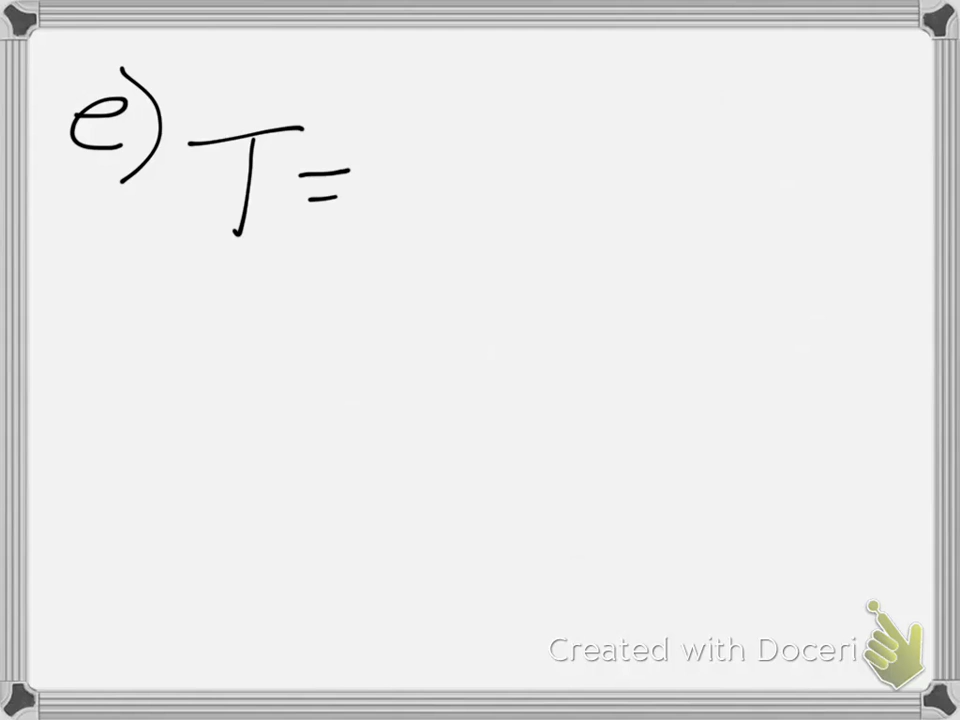 e) T =
Created with Doceri